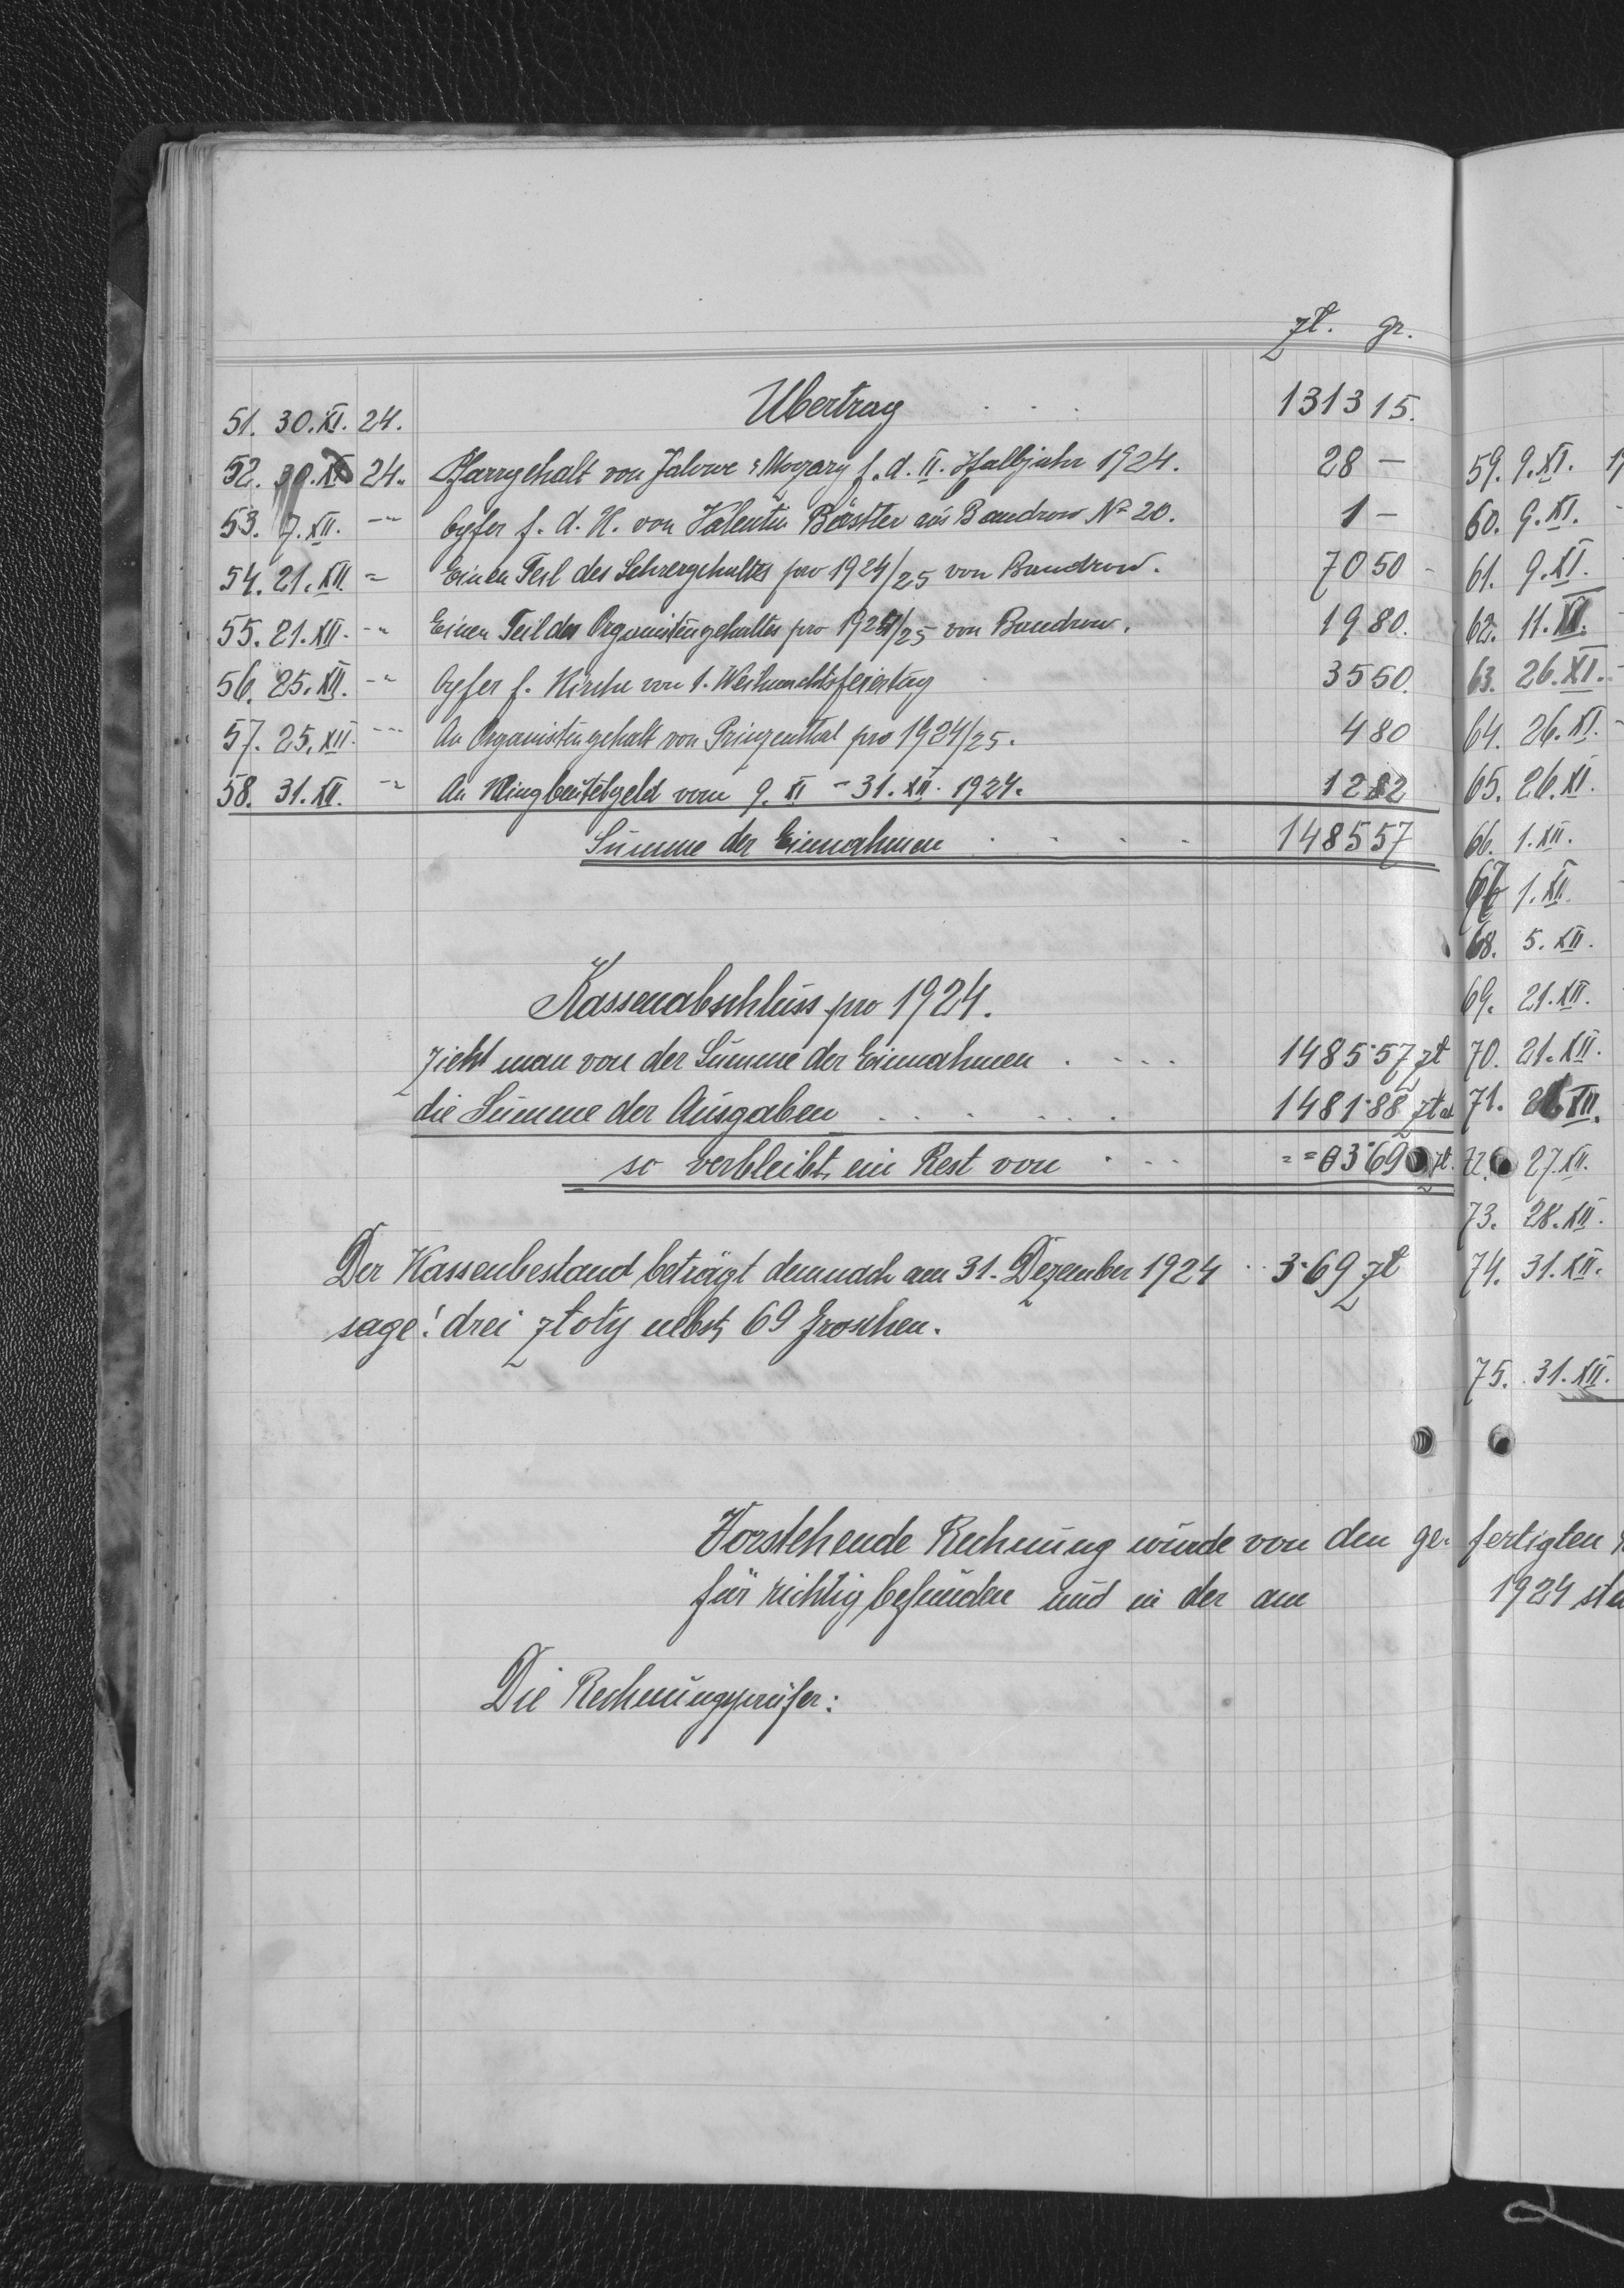 zł. gr.
51. 30. XI. 24. Übertrag . . . 1313 15.
52. 30. XI 24. Pfarrgehalt von Jalowe & Moczary f. d. II. Halbjahr 1924. 28 —
53. 7. XII. -"- Opfer f. d. K. von Valentin Bästler aus Bandrow No 20. 1 —
54. 21. XII. " Einen Teil des Lehrergehaltes pro 1924/25 von Bandrow. 70 50
55. 21. XII. -"- Einen Teil des Organistengehaltes pro 1924/25 von Bandrow. 19 80.
56. 25. XII. -"- Opfer f. Kirche von 1. Weihnachtsfeiertag 35 50.
57. 25. XII. -"- An Organistengehalt von Prinzenthal pro 1924/25. 4 80
58. 31. XII. -"- An Klingbeutelgeld vom 9. XI - 31. XII. 1924. 12 82
Summe der Einnahmen . . . . 1485 57
Kassenabschluss pro 1924.
Zieht man von der Summe der Einnahmen . . . . 1485·57 zł
die Summe der Ausgaben . . . . . 1481·88 zł
so verbleibt ein Rest von . . . = = 3·69 zł.
Der Kassenbestand beträgt demnach am 31. Dezember 1924 . . 3·69 zł
sage! drei złoty nebst 69 Groschen.
Vorstehende Rechnung wurde von den ge-
für richtig befunden und in der am
Die Rechnungsprüfer:
59. 9. XI.
60. 9. XI.
61. 9. XI.
62. 11. XI.
63. 26. XI.
64. 26. XI.
65. 26. XI.
66. 1. XII.
67. 1. XII.
68. 5. XII.
69. 21. XII.
70. 21. XII.
71. XII.
72. 27. XII.
73. 28. XII.
74. 31. XII.
75. 31. XII.
fertigten
1924